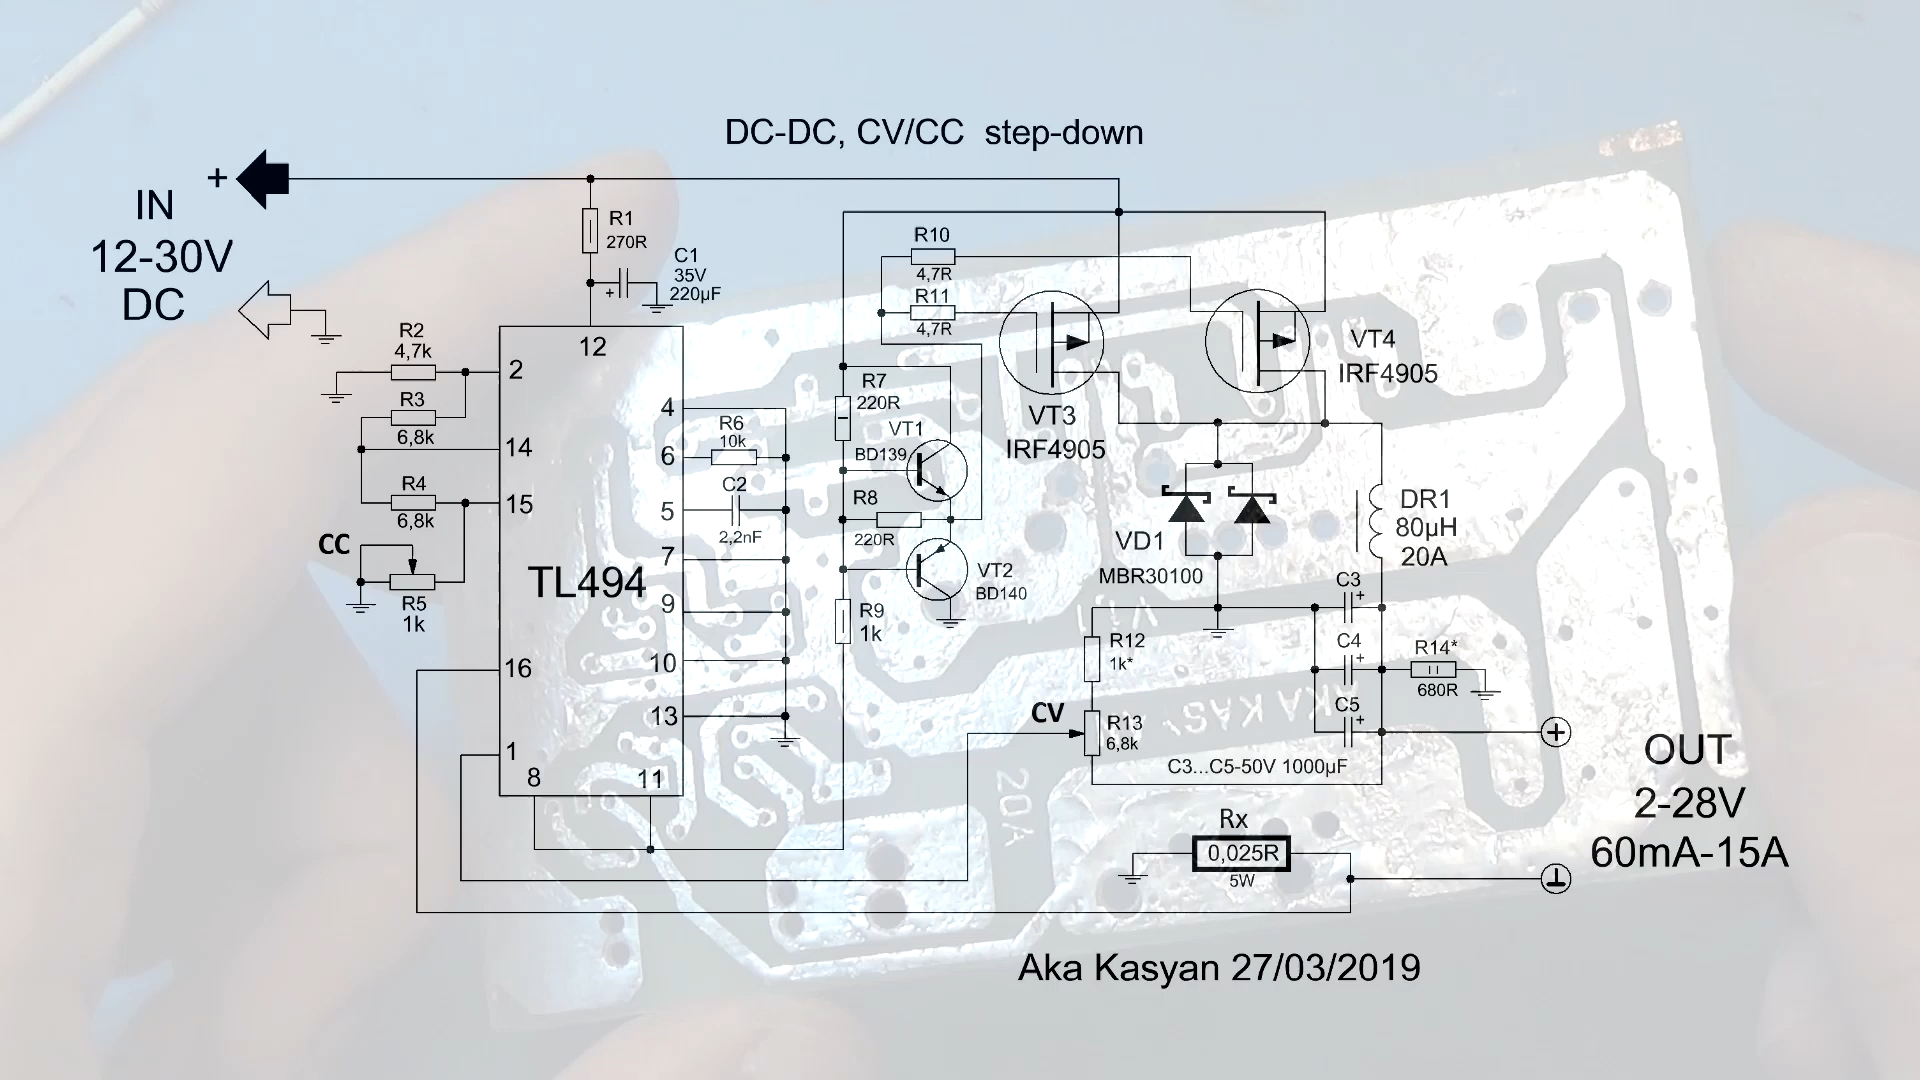 DC-DC, CV/CC step-down
+
IN
12-30V
DC
R1
270R
C1
35V
220µF
+
R2
4,7k
R3
6,8k
R4
6,8k
CC
R5
1k
12
2
14
15
16
1
8
11
4
6
5
7
9
10
13
TL494
R6
10k
C2
2,2nF
R10
4,7R
R11
4,7R
R7
220R
VT1
BD139
R8
220R
VT2
BD140
R9
1k
VT3
IRF4905
VT4
IRF4905
VD1
MBR30100
DR1
80µH
20A
C3
+
C4
+
C5
+
R12
1k*
CV
R13
6,8k
R14*
680R
C3...C5-50V 1000µF
Rx
0,025R
5W
+
OUT
2-28V
60mA-15A
20A
AKA KASY
Aka Kasyan 27/03/2019